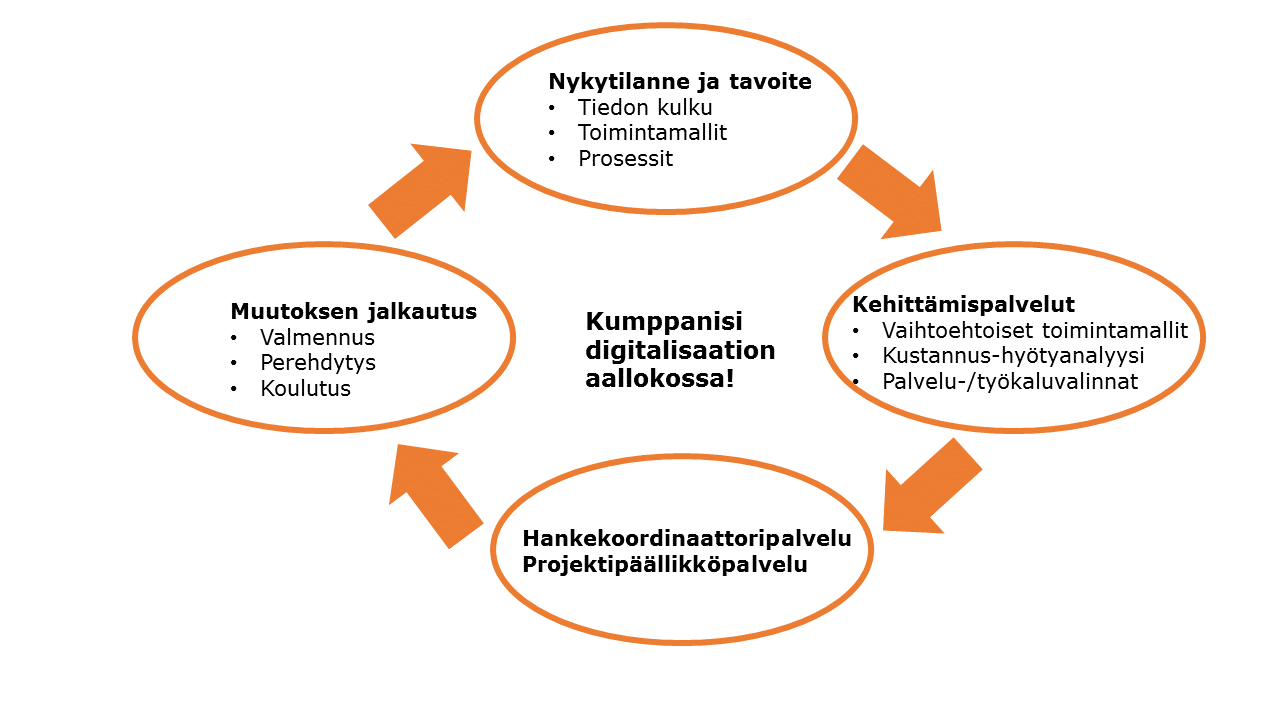 Nykytilanne ja tavoite
• Tiedon kulku
• Toimintamallit
• Prosessit
Kehittämispalvelut
• Vaihtoehtoiset toimintamallit
• Kustannus-hyötyanalyysi
• Palvelu-/työkaluvalinnat
Hankekoordinaattoripalvelu
Projektipäällikköpalvelu
Muutoksen jalkautus
• Valmennus
• Perehdytys
• Koulutus
Kumppanisi
digitalisaation
aallokossa!